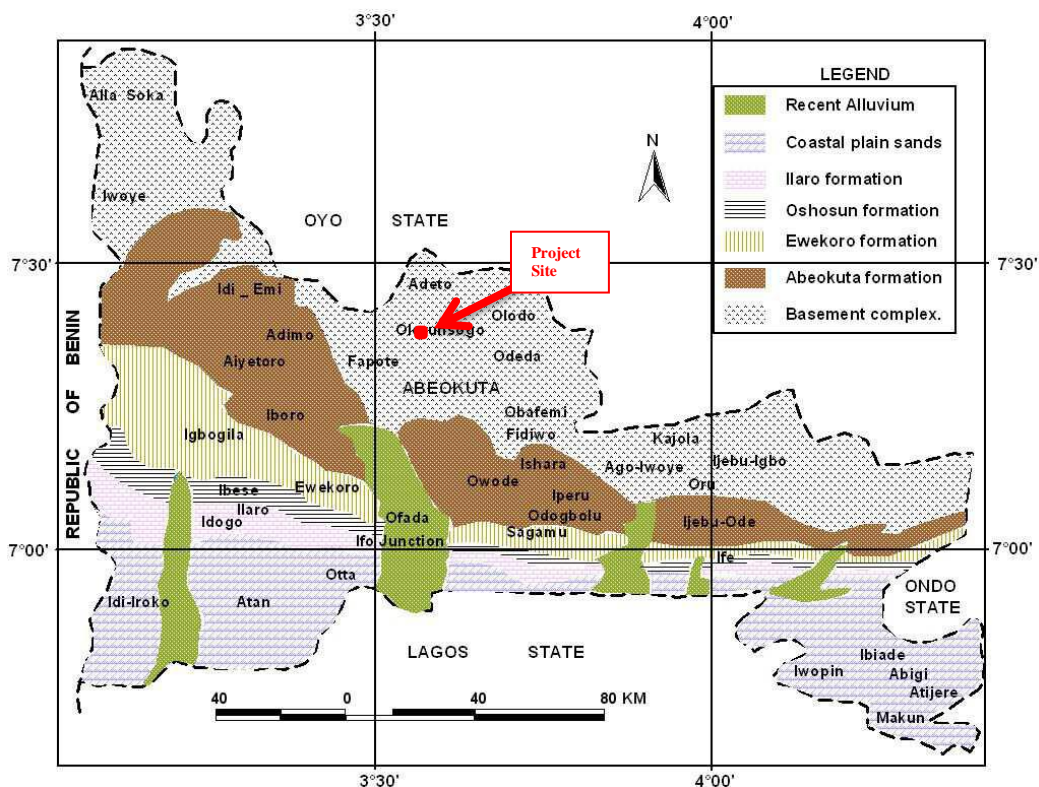 3°30'
4°00'
LEGEND
Recent Alluvium
Coastal plain sands
Ilaro formation
Oshosun formation
Ewekoro formation
Abeokuta formation
Basement complex.
N
Alla Soka
Iwoye
OYO STATE
Project
Site
7°30'
7°30'
Idi _ Emi
Adeto
Olodo
Adimo
Aiyetoro
Fapote
Odeda
ABEOKUTA
REPUBLIC OF BENIN
Iboro
Igbogila
Obafemi
Fidiwo
Kajola
Ishara
Ago-Iwoye
Ijebu-Igbo
Oru
Ibese
Ewekoro
Owode
Iperu
Ilaro
Idogo
Ofada
Odogbolu
Ijebu-Ode
Ifo Junction
Sagamu
Ife
7°00'
7°00'
Otta
Idi-Iroko
Atan
ONDO
STATE
LAGOS STATE
Ibiade
Iwopin
Abigi
Atijere
Makun
40 0 40 80 KM
3°30'
4°00'